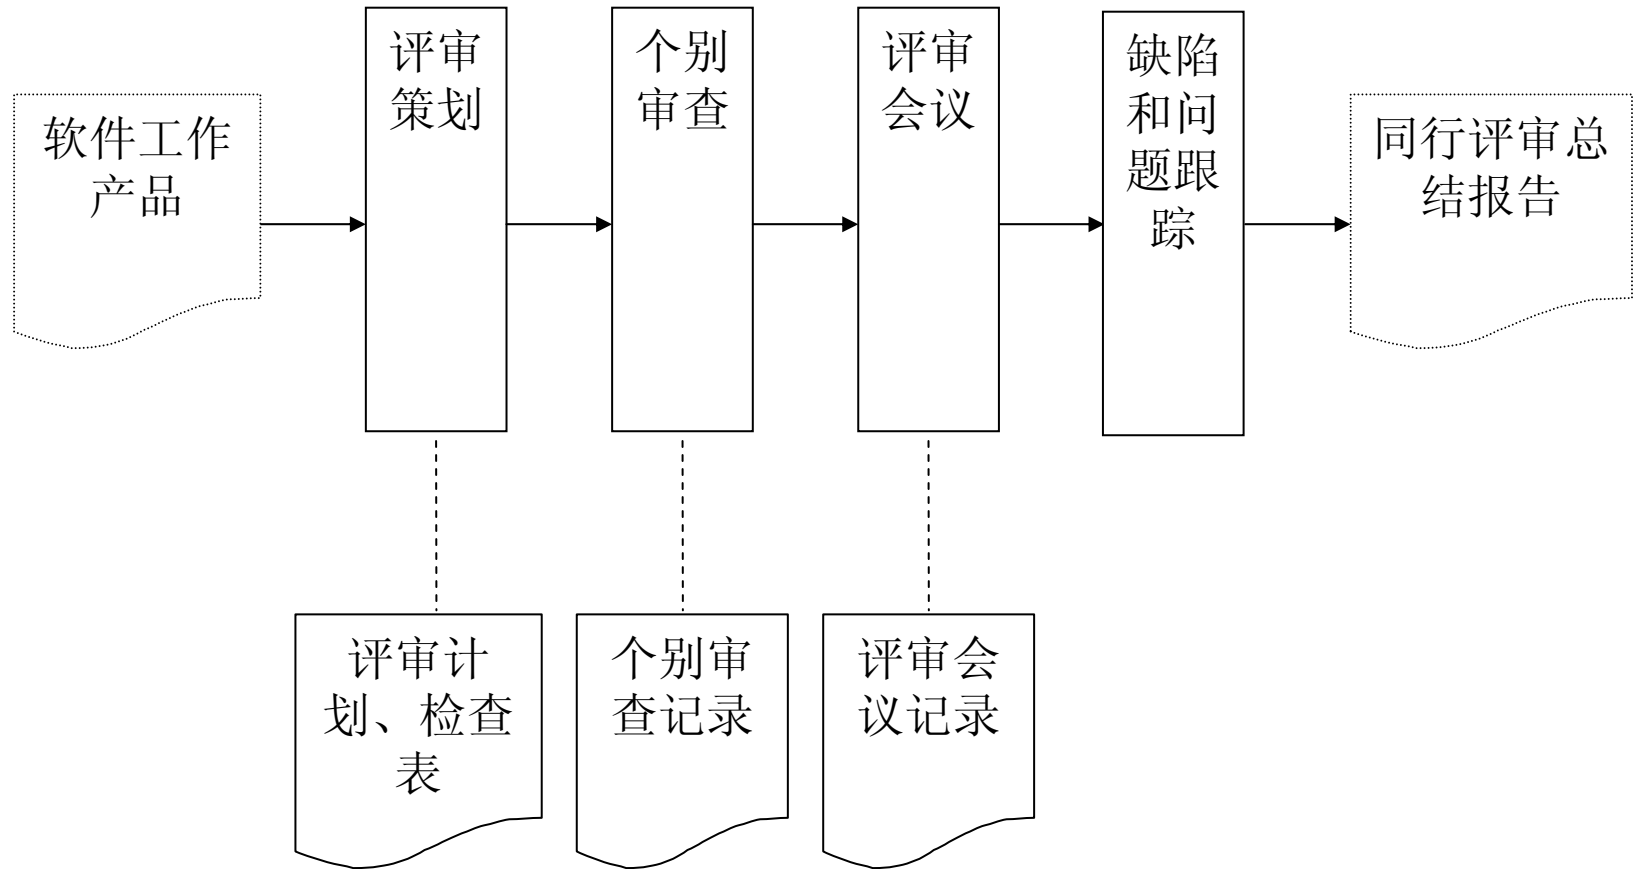 软件工作
产品
评审
策划
个别
审查
评审
会议
缺陷
和问
题跟
踪
同行评审总
结报告
评审计
划、检查
表
个别审
查记录
评审会
议记录